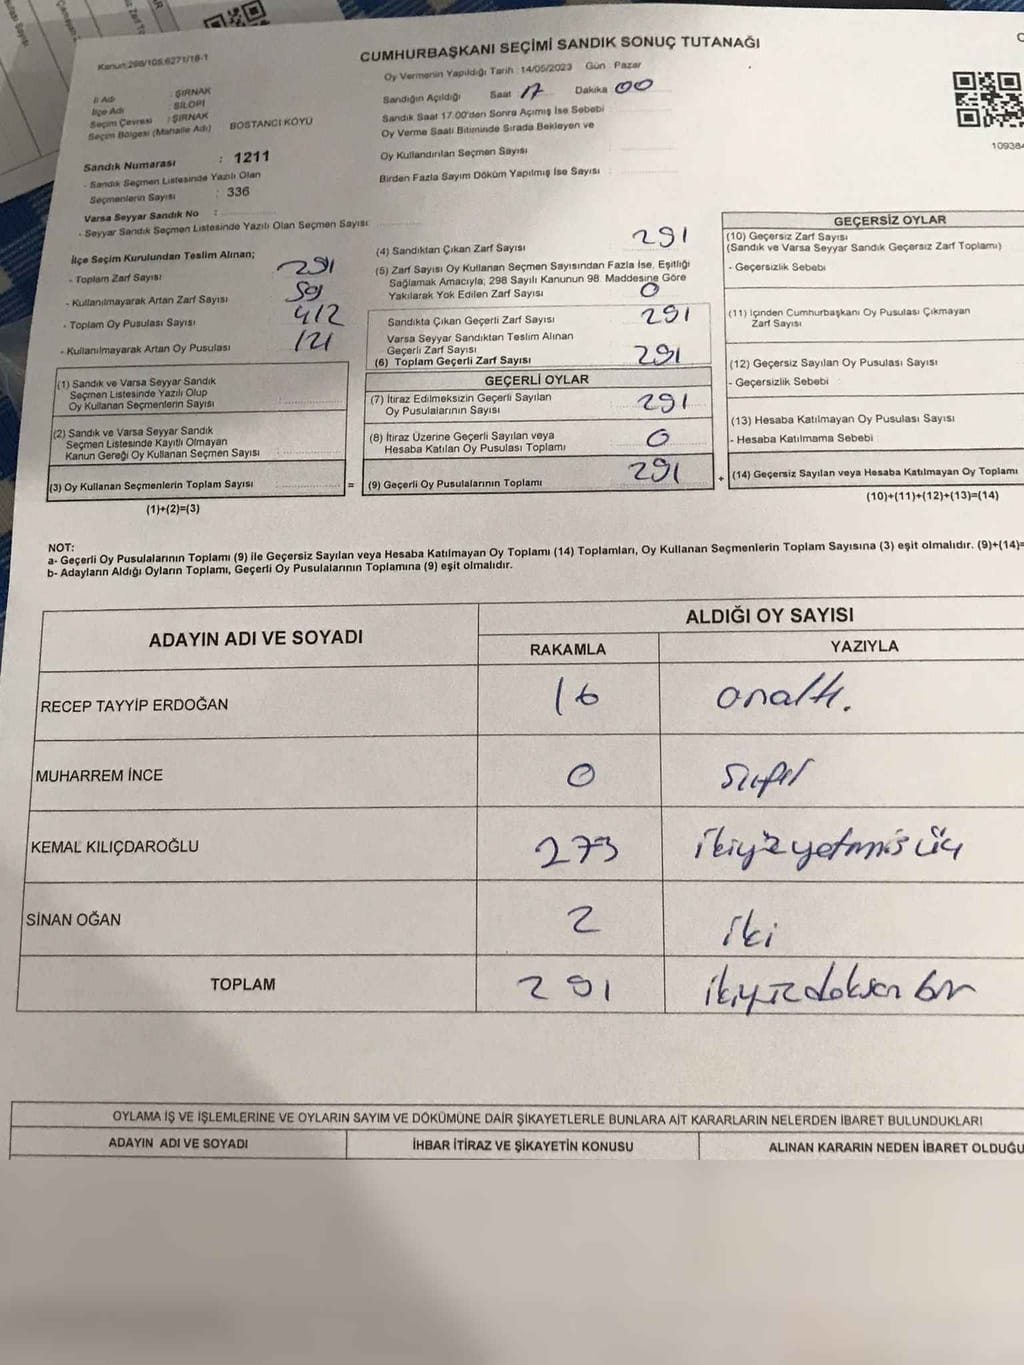 Kanun:298/105,6271/18-1
CUMHURBAŞKANI SEÇİMİ SANDIK SONUÇ TUTANAĞI
Oy Vermenin Yapıldığı Tarih : 14/05/2023 Gün : Pazar
İl Adı : ŞIRNAK
İlçe Adı : SİLOPİ
Seçim Çevresi : ŞIRNAK
Seçim Bölgesi (Mahalle Adı) BOSTANCI KÖYÜ
Sandık Numarası : 1211
- Sandık Seçmen Listesinde Yazılı Olan
Seçmenlerin Sayısı : 336
Varsa Seyyar Sandık No :
- Seyyar Sandık Seçmen Listesinde Yazılı Olan Seçmen Sayısı:
Sandığın Açıldığı Saat 17 Dakika 00
Sandık Saat 17.00'den Sonra Açımış İse Sebebi
Oy Verme Saati Bitiminde Sırada Bekleyen ve
Oy Kullandırılan Seçmen Sayısı
Birden Fazla Sayım Döküm Yapılmış İse Sayısı
109384
İlçe Seçim Kurulundan Teslim Alınan;
- Toplam Zarf Sayısı 291
- Kullanılmayarak Artan Zarf Sayısı
- Toplam Oy Pusulası Sayısı 412
- Kullanılmayarak Artan Oy Pusulası 121
(1) Sandık ve Varsa Seyyar Sandık
Seçmen Listesinde Yazılı Olup
Oy Kullanan Seçmenlerin Sayısı
(2) Sandık ve Varsa Seyyar Sandık
Seçmen Listesinde Kayıtlı Olmayan
Kanun Gereği Oy Kullanan Seçmen Sayısı
(3) Oy Kullanan Seçmenlerin Toplam Sayısı =
(1)+(2)=(3)
(4) Sandıktan Çıkan Zarf Sayısı 291
(5) Zarf Sayısı Oy Kullanan Seçmen Sayısından Fazla İse, Eşitliği
Sağlamak Amacıyla, 298 Sayılı Kanunun 98. Maddesine Göre
Yakılarak Yok Edilen Zarf Sayısı 0
Sandıkta Çıkan Geçerli Zarf Sayısı 291
Varsa Seyyar Sandıktan Teslim Alınan
Geçerli Zarf Sayısı
(6) Toplam Geçerli Zarf Sayısı 291
GEÇERLİ OYLAR
(7) İtiraz Edilmeksizin Geçerli Sayılan
Oy Pusulalarının Sayısı 291
(8) İtiraz Üzerine Geçerli Sayılan veya
Hesaba Katılan Oy Pusulası Toplamı 0
(9) Geçerli Oy Pusulalarının Toplamı 291 +
GEÇERSİZ OYLAR
(10) Geçersiz Zarf Sayısı
(Sandık ve Varsa Seyyar Sandık Geçersiz Zarf Toplamı)
- Geçersizlik Sebebi
(11) İçinden Cumhurbaşkanı Oy Pusulası Çıkmayan
Zarf Sayısı
(12) Geçersiz Sayılan Oy Pusulası Sayısı
- Geçersizlik Sebebi
(13) Hesaba Katılmayan Oy Pusulası Sayısı
- Hesaba Katılmama Sebebi
(14) Geçersiz Sayılan veya Hesaba Katılmayan Oy Toplamı
(10)+(11)+(12)+(13)=(14)
NOT:
a- Geçerli Oy Pusulalarının Toplamı (9) ile Geçersiz Sayılan veya Hesaba Katılmayan Oy Toplamı (14) Toplamları, Oy Kullanan Seçmenlerin Toplam Sayısına (3) eşit olmalıdır. (9)+(14)=
b- Adayların Aldığı Oyların Toplamı, Geçerli Oy Pusulalarının Toplamına (9) eşit olmalıdır.
ADAYIN ADI VE SOYADI ALDIĞI OY SAYISI
RAKAMLA YAZIYLA
RECEP TAYYİP ERDOĞAN 16 onaltı.
MUHARREM İNCE 0 sıfır
KEMAL KILIÇDAROĞLU 273 ikiyüzyetmiş üç
SİNAN OĞAN 2 iki
TOPLAM 291 ikiyüzdoksan bir
OYLAMA İŞ VE İŞLEMLERİNE VE OYLARIN SAYIM VE DÖKÜMÜNE DAİR ŞİKAYETLERLE BUNLARA AİT KARARLARIN NELERDEN İBARET BULUNDUKLARI
ADAYIN ADI VE SOYADI İHBAR İTİRAZ VE ŞİKAYETİN KONUSU ALINAN KARARIN NEDEN İBARET OLDUĞU